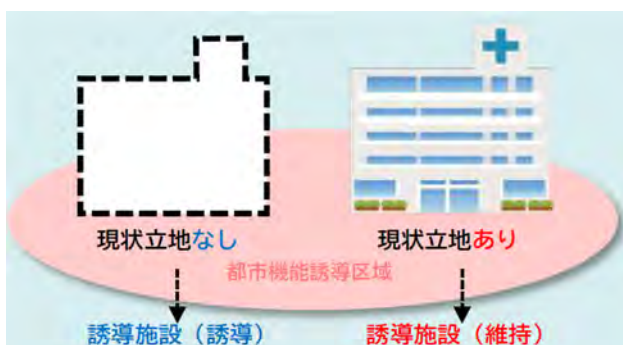 現状立地なし
現状立地あり
都市機能誘導区域
誘導施設（誘導）
誘導施設（維持）